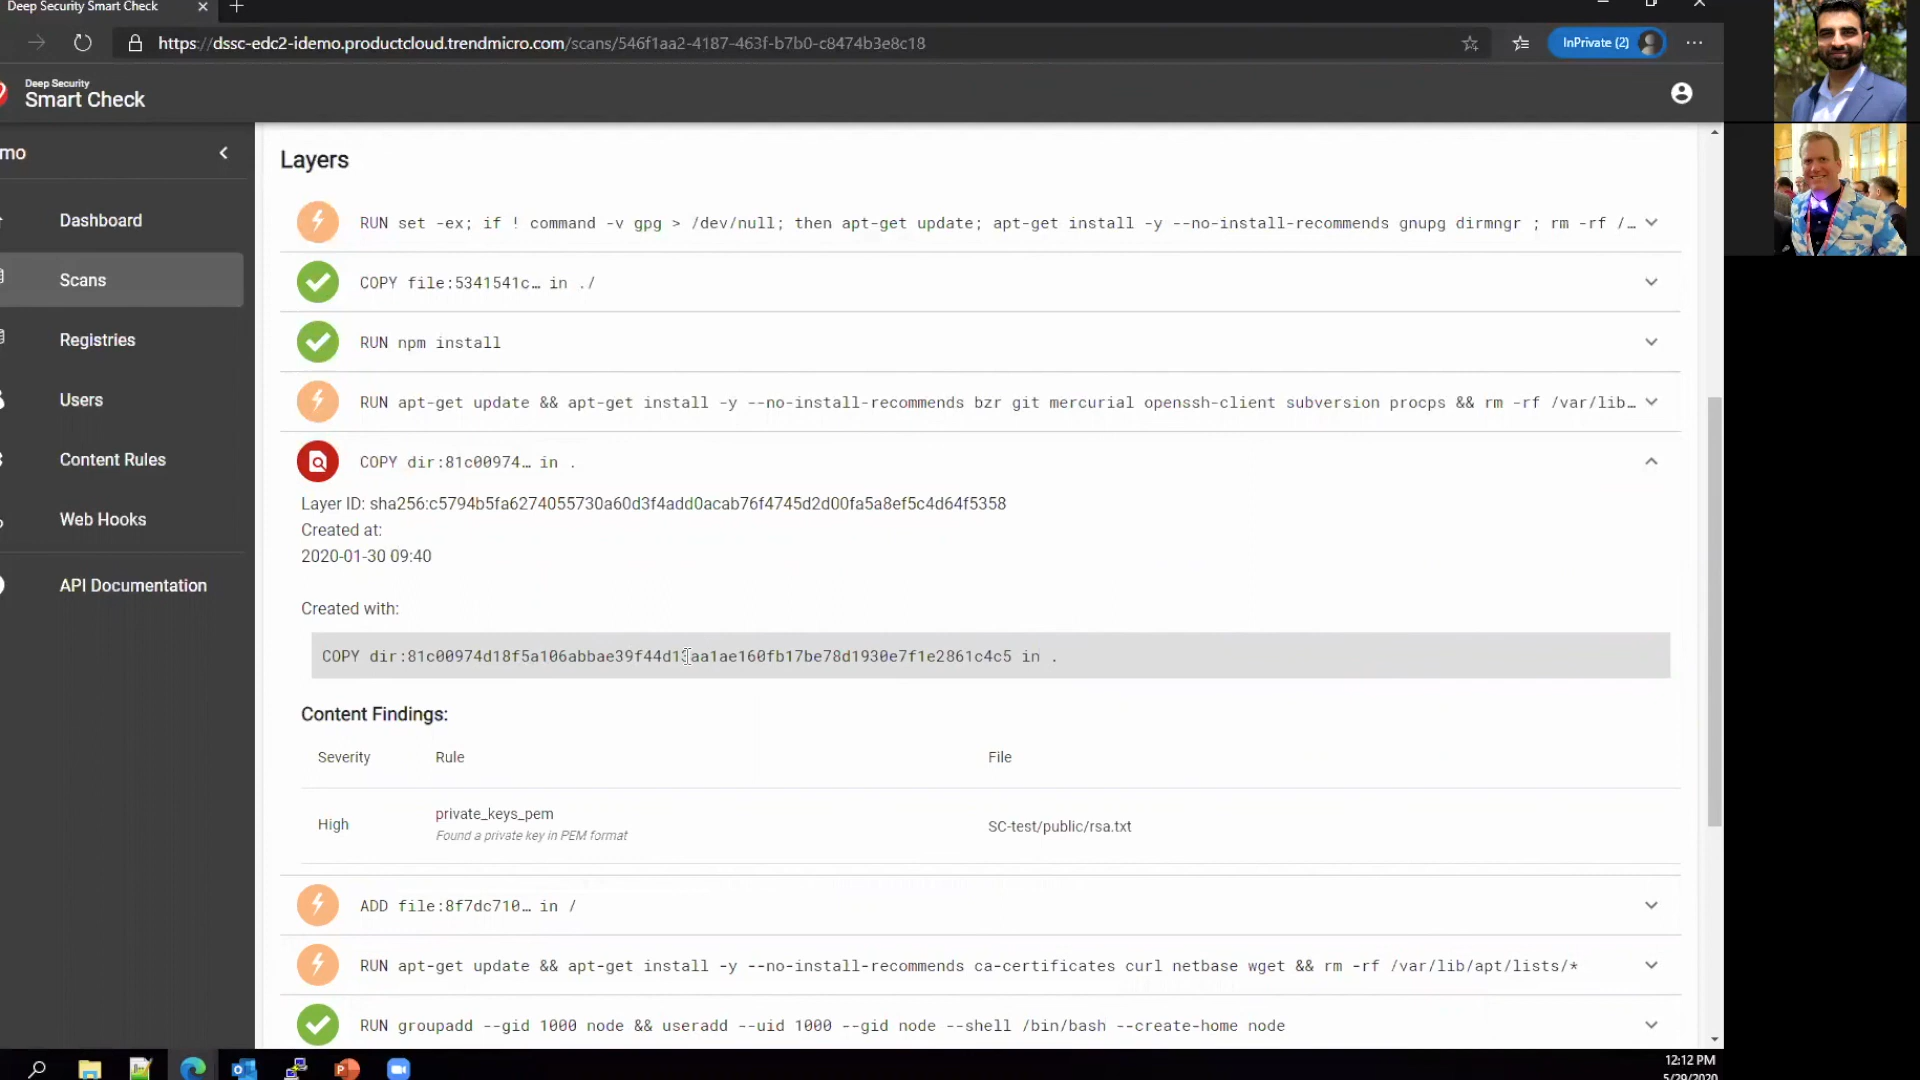 Deep Security Smart Check
https://dssc-edc2-idemo.productcloud.trendmicro.com/scans/546f1aa2-4187-463f-b7b0-c8474b3e8c18
InPrivate (2)
Deep Security
Smart Check
mo
Dashboard
Scans
Registries
Users
Content Rules
Web Hooks
API Documentation
Layers
RUN set -ex; if ! command -v gpg > /dev/null; then apt-get update; apt-get install -y --no-install-recommends gnupg dirmngr ; rm -rf /…
COPY file:5341541c… in ./
RUN npm install
RUN apt-get update && apt-get install -y --no-install-recommends bzr git mercurial openssh-client subversion procps && rm -rf /var/lib…
COPY dir:81c00974… in .
Layer ID: sha256:c5794b5fa6274055730a60d3f4add0acab76f4745d2d00fa5a8ef5c4d64f5358
Created at:
2020-01-30 09:40
Created with:
COPY dir:81c00974d18f5a106abbae39f44d13aa1ae160fb17be78d1930e7f1e2861c4c5 in .
Content Findings:
Severity Rule File
High private_keys_pem SC-test/public/rsa.txt
Found a private key in PEM format
ADD file:8f7dc710… in /
RUN apt-get update && apt-get install -y --no-install-recommends ca-certificates curl netbase wget && rm -rf /var/lib/apt/lists/*
RUN groupadd --gid 1000 node && useradd --uid 1000 --gid node --shell /bin/bash --create-home node
12:12 PM
5/29/2020